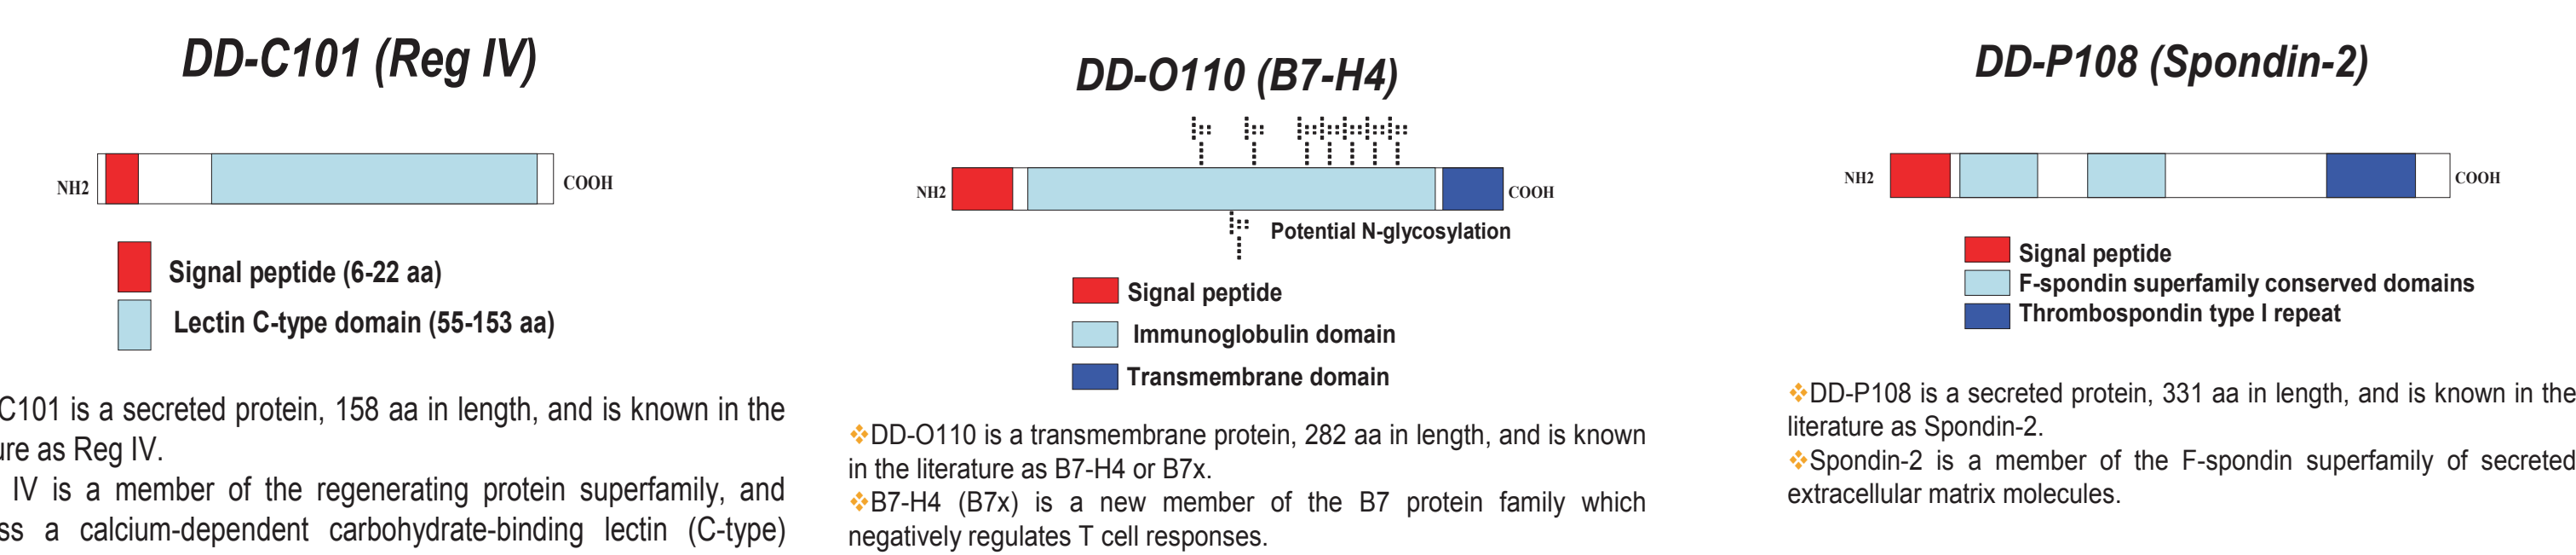 DD-C101 (Reg IV)
NH2
COOH
Signal peptide (6-22 aa)
Lectin C-type domain (55-153 aa)
C101 is a secreted protein, 158 aa in length, and is known in the
ure as Reg IV.
IV is a member of the regenerating protein superfamily, and
ss a calcium-dependent carbohydrate-binding lectin (C-type)
DD-O110 (B7-H4)
NH2
COOH
Potential N-glycosylation
Signal peptide
Immunoglobulin domain
Transmembrane domain
❖DD-O110 is a transmembrane protein, 282 aa in length, and is known
in the literature as B7-H4 or B7x.
❖B7-H4 (B7x) is a new member of the B7 protein family which
negatively regulates T cell responses.
DD-P108 (Spondin-2)
NH2
COOH
Signal peptide
F-spondin superfamily conserved domains
Thrombospondin type I repeat
❖DD-P108 is a secreted protein, 331 aa in length, and is known in the
literature as Spondin-2.
❖Spondin-2 is a member of the F-spondin superfamily of secreted
extracellular matrix molecules.